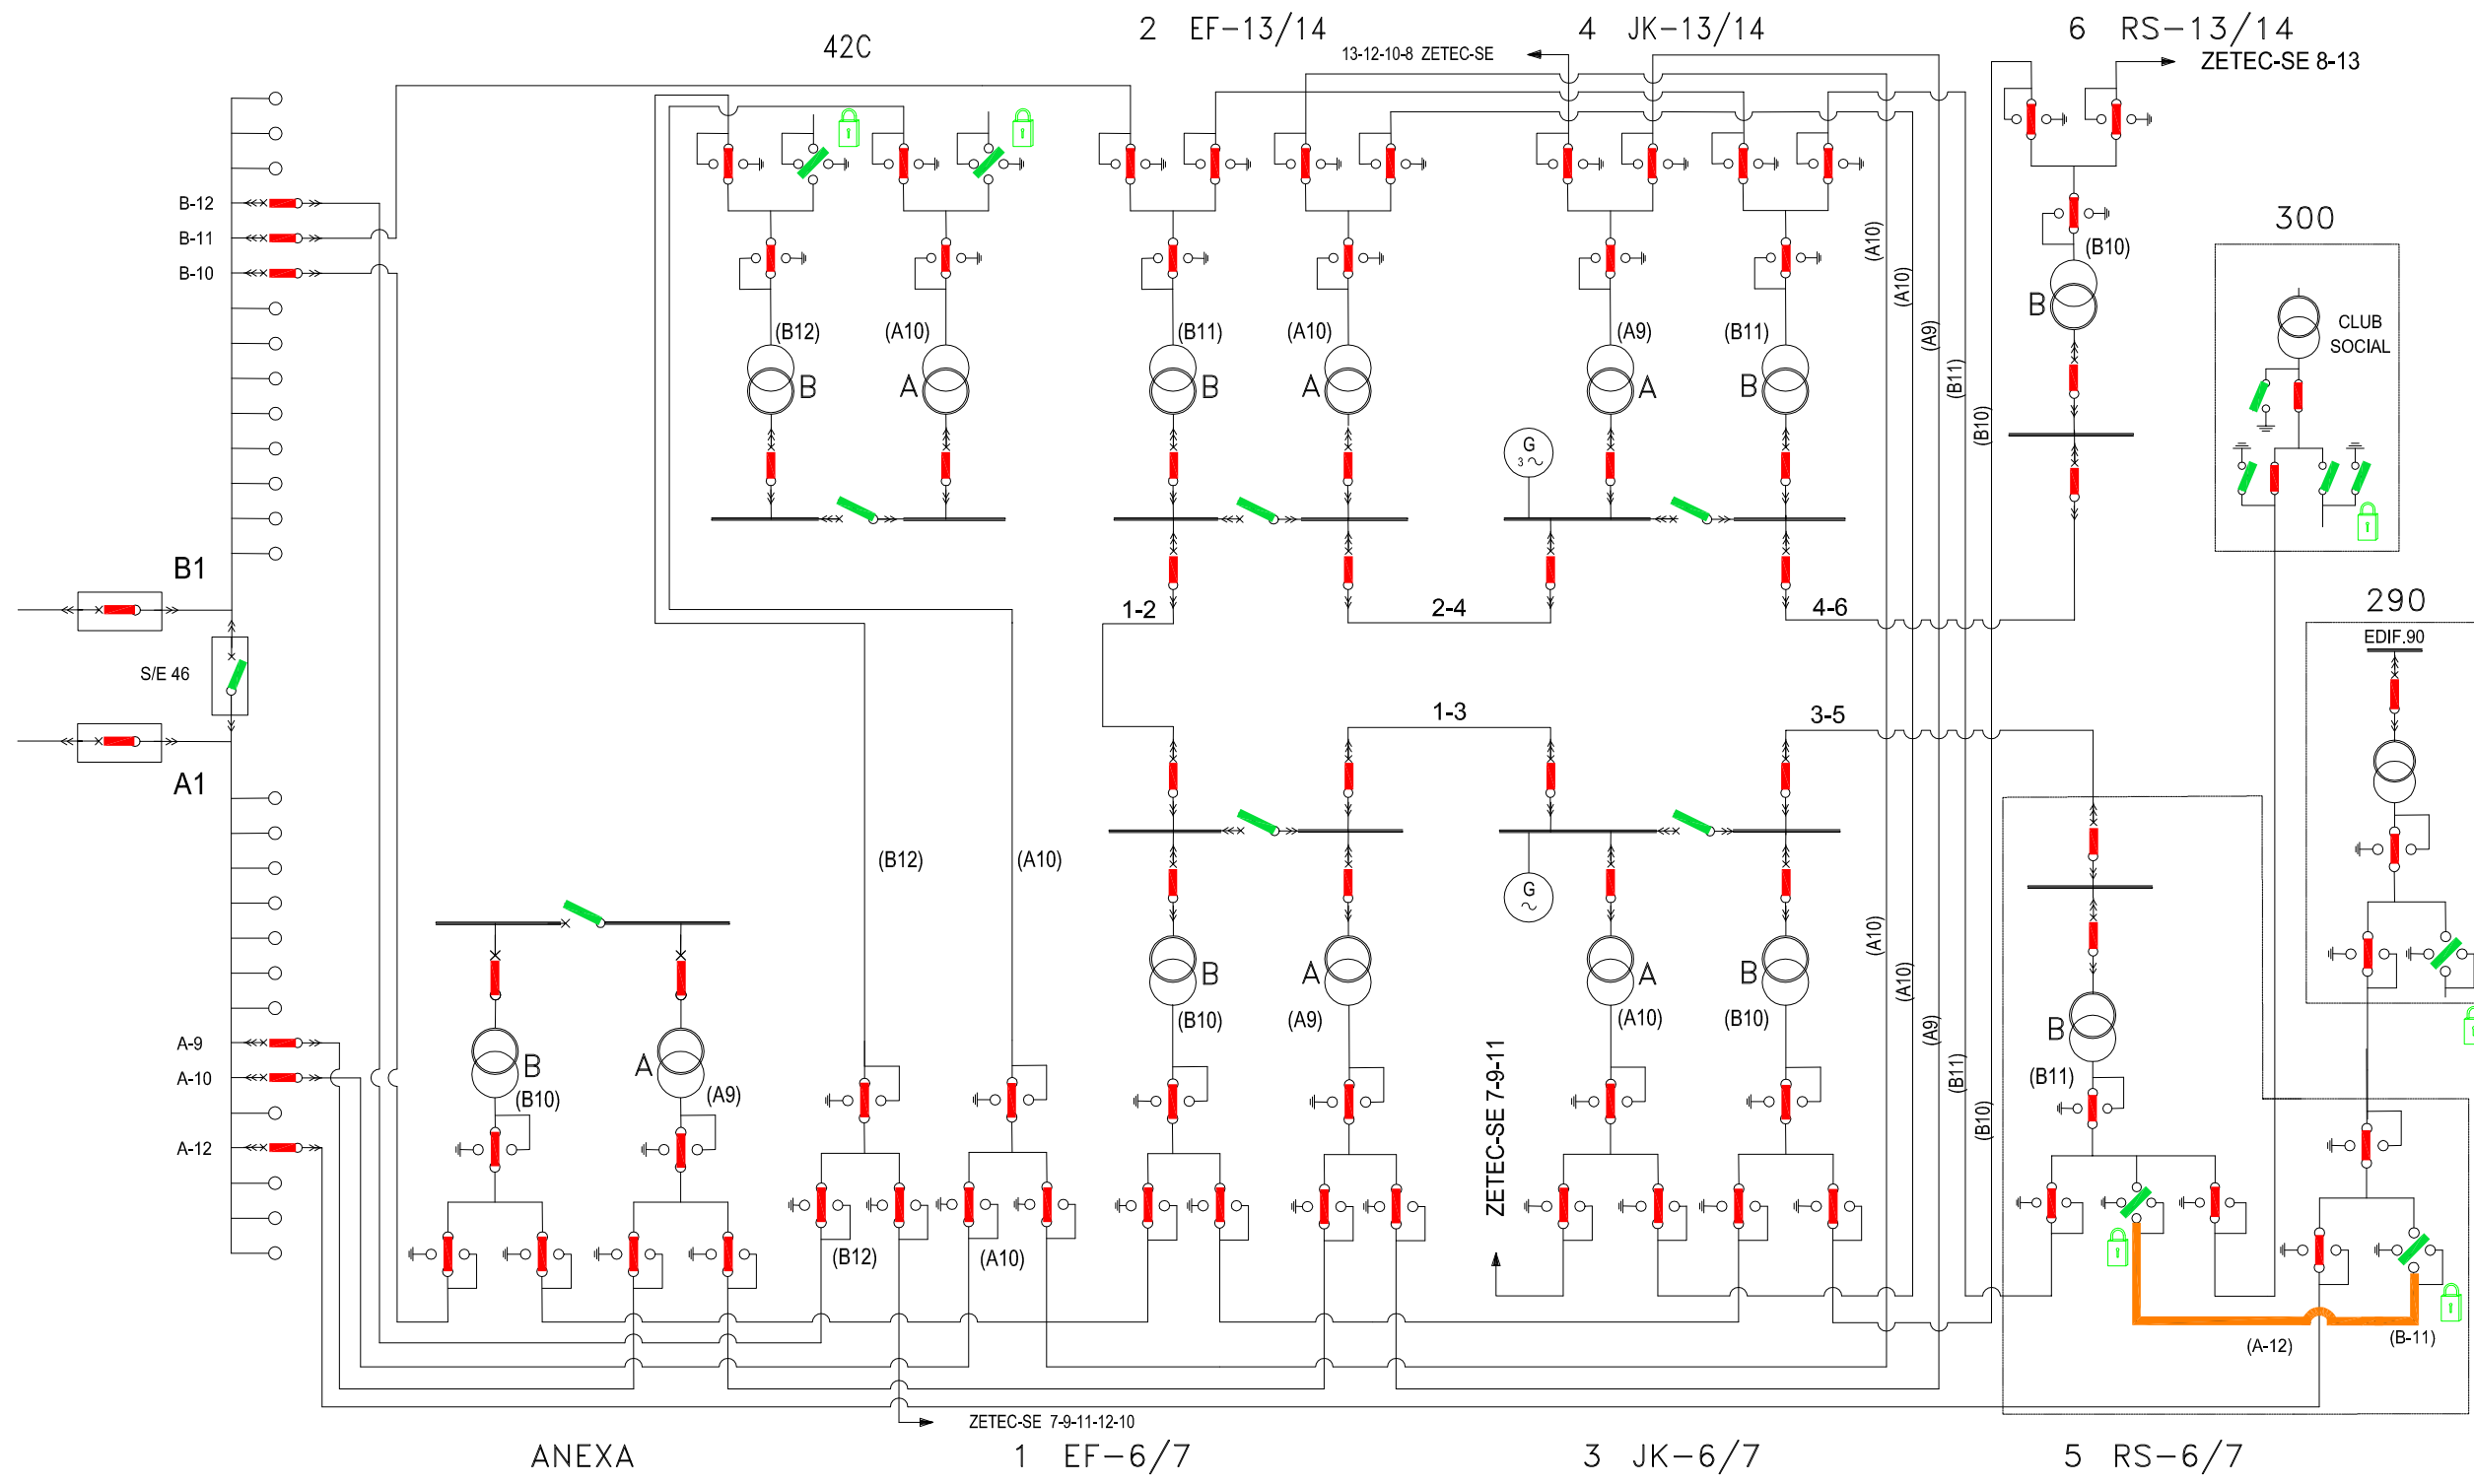 42C
2 EF-13/14
4 JK-13/14
6 RS-13/14
13-12-10-8 ZETEC-SE
ZETEC-SE 8-13
B-12
B-11
B-10
300
CLUB
SOCIAL
(B10)
B
(B12)
(A10)
(B11)
(A10)
(A9)
(B11)
B
A
B
A
A
B
G
3
(A10)
(A10)
(A9)
(B11)
(B10)
B1
S/E 46
A1
1-2
2-4
4-6
290
EDIF.90
1-3
3-5
(B12)
(A10)
G
B
A
A
B
(B10)
(A9)
(A10)
(B10)
(A10)
(A10)
(A9)
(B11)
(B10)
B
(B11)
A-9
A-10
A-12
B
(B10)
A
(A9)
ZETEC-SE 7-9-11
(B12)
(A10)
(A-12)
(B-11)
ZETEC-SE 7-9-11-12-10
ANEXA
1 EF-6/7
3 JK-6/7
5 RS-6/7